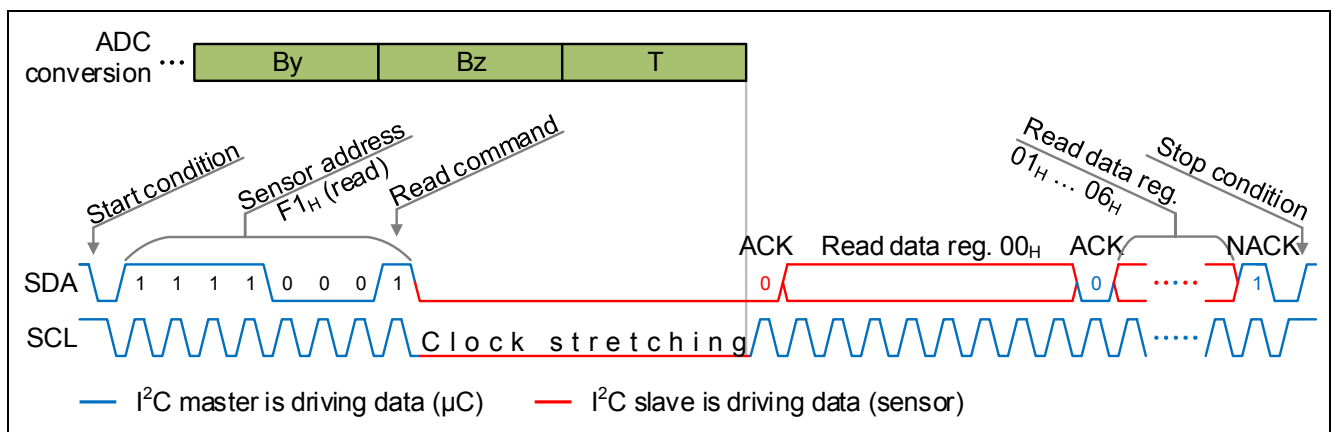 ADC
conversion ... By Bz T
Start condition
Sensor address
F1H (read)
Read command
Read data reg.
01H ... 06H
Stop condition
ACK Read data reg. 00H ACK NACK
SDA 1 1 1 1 0 0 0 1 0 0 ..... 1
SCL Clock stretching .....
I²C master is driving data (µC) I²C slave is driving data (sensor)